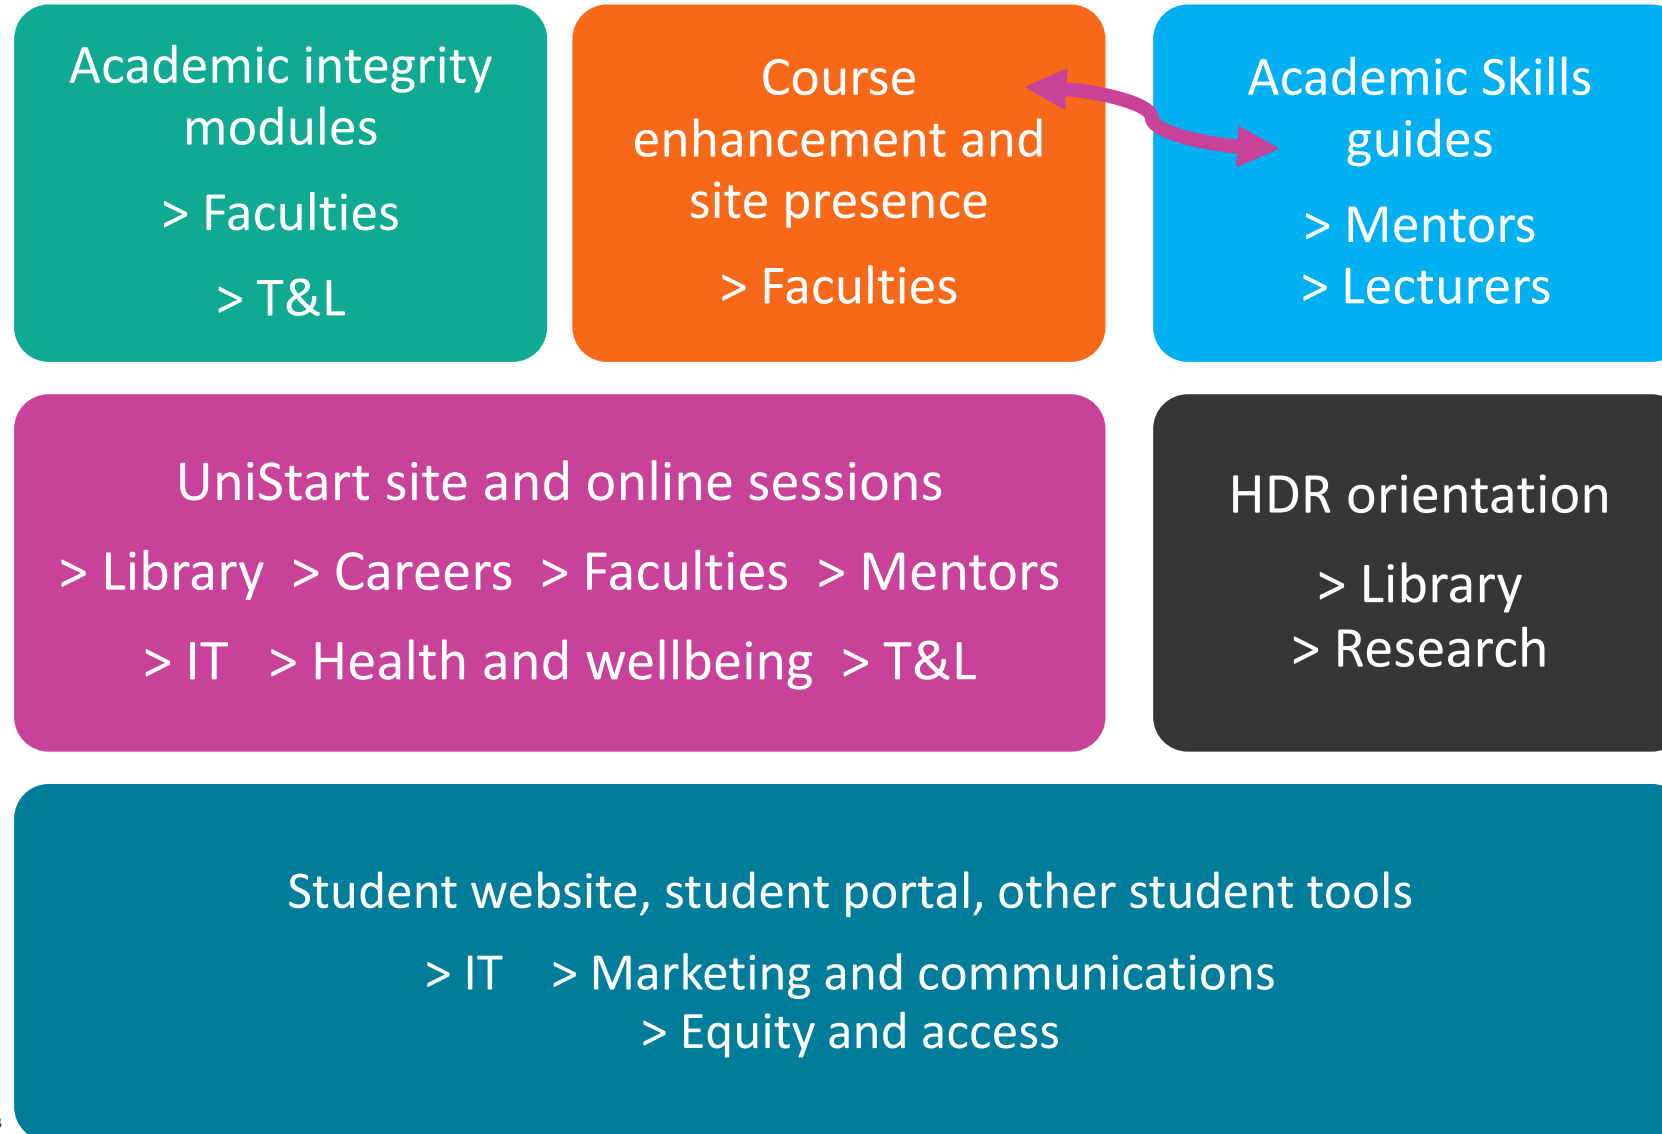 Academic integrity
modules
> Faculties
> T&L
Course
enhancement and
site presence
> Faculties
Academic Skills
guides
> Mentors
> Lecturers
UniStart site and online sessions
> Library > Careers > Faculties > Mentors
> IT > Health and wellbeing > T&L
HDR orientation
> Library
> Research
Student website, student portal, other student tools
> IT > Marketing and communications
> Equity and access